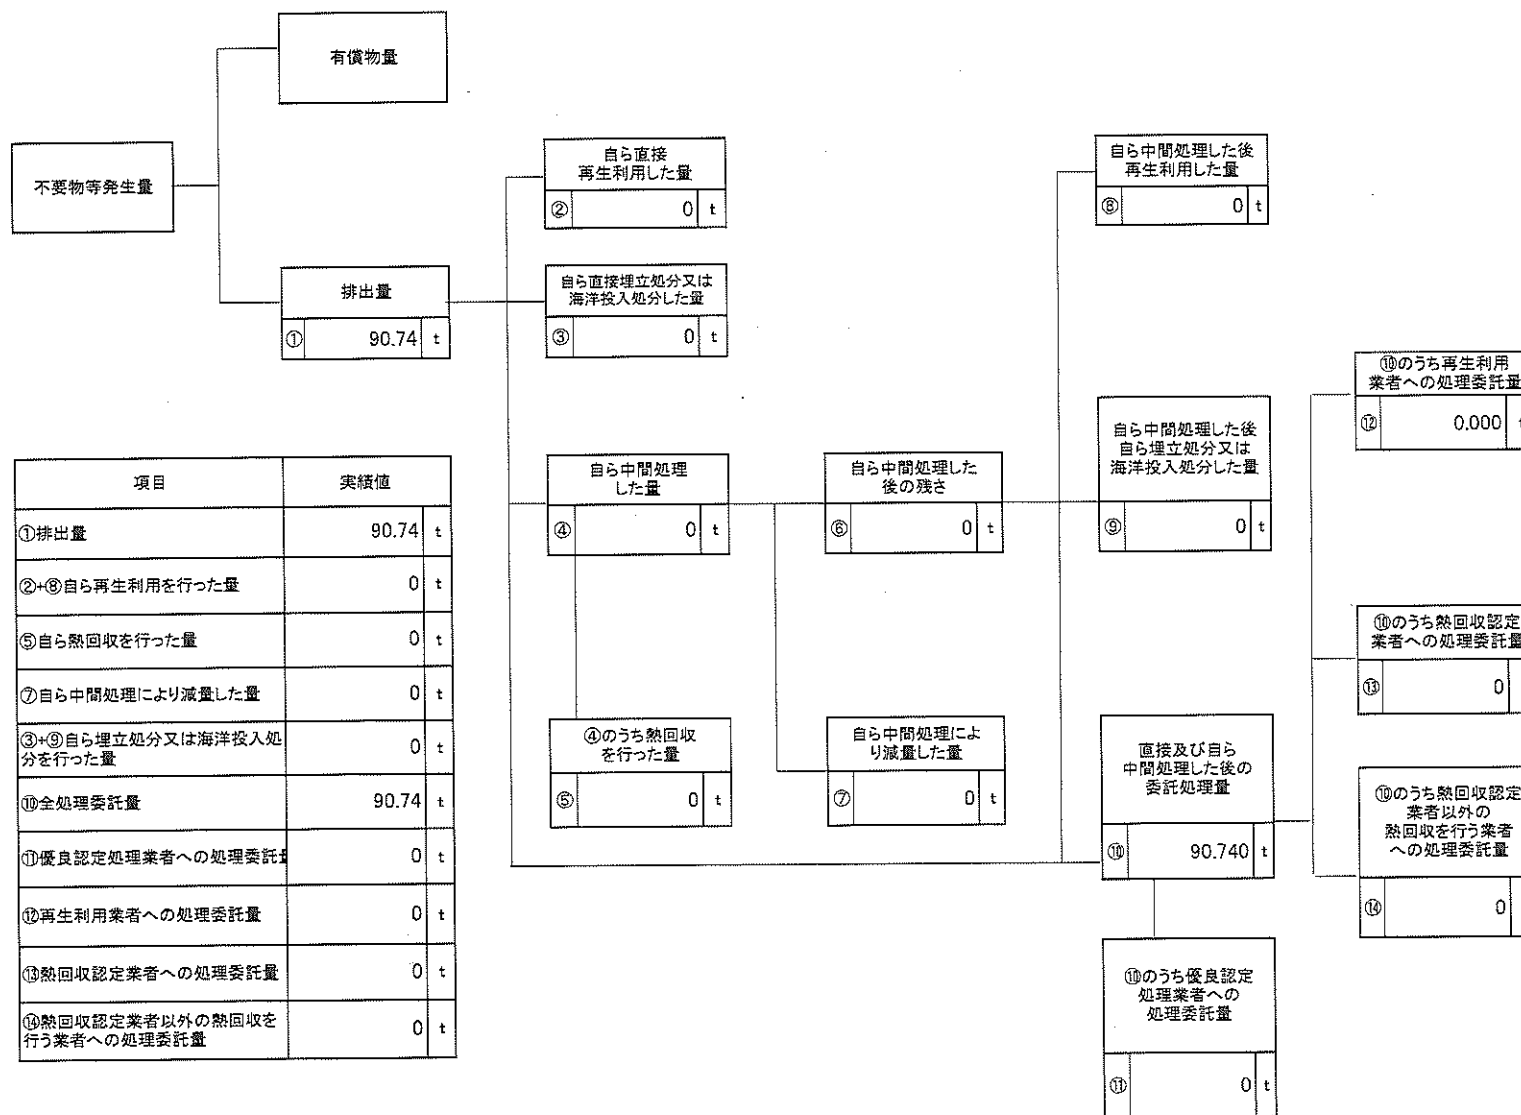 有償物量
不要物等発生量
排出量
① 90.74 t
自ら直接
再生利用した量
② 0 t
自ら直接埋立処分又は
海洋投入処分した量
③ 0 t
自ら中間処理
した量
④ 0 t
④のうち熱回収
を行った量
⑤ 0 t
自ら中間処理した
後の残さ
⑥ 0 t
自ら中間処理によ
り減量した量
⑦ 0 t
自ら中間処理した後
再生利用した量
⑧ 0 t
自ら中間処理した後
自ら埋立処分又は
海洋投入処分した量
⑨ 0 t
直接及び自ら
中間処理した後の
委託処理量
⑩ 90.740 t
⑩のうち優良認定
処理業者への
処理委託量
⑪ 0 t
⑩のうち再生利用
業者への処理委託量
⑫ 0.000 t
⑩のうち熱回収認定
業者への処理委託量
⑬ 0
⑩のうち熱回収認定
業者以外の
熱回収を行う業者
への処理委託量
⑭ 0
項目 実績値
①排出量 90.74 t
②+⑧自ら再生利用を行った量 0 t
⑤自ら熱回収を行った量 0 t
⑦自ら中間処理により減量した量 0 t
③+⑨自ら埋立処分又は海洋投入処
分を行った量 0 t
⑩全処理委託量 90.74 t
⑪優良認定処理業者への処理委託量 0 t
⑫再生利用業者への処理委託量 0 t
⑬熱回収認定業者への処理委託量 0 t
⑭熱回収認定業者以外の熱回収を
行う業者への処理委託量 0 t